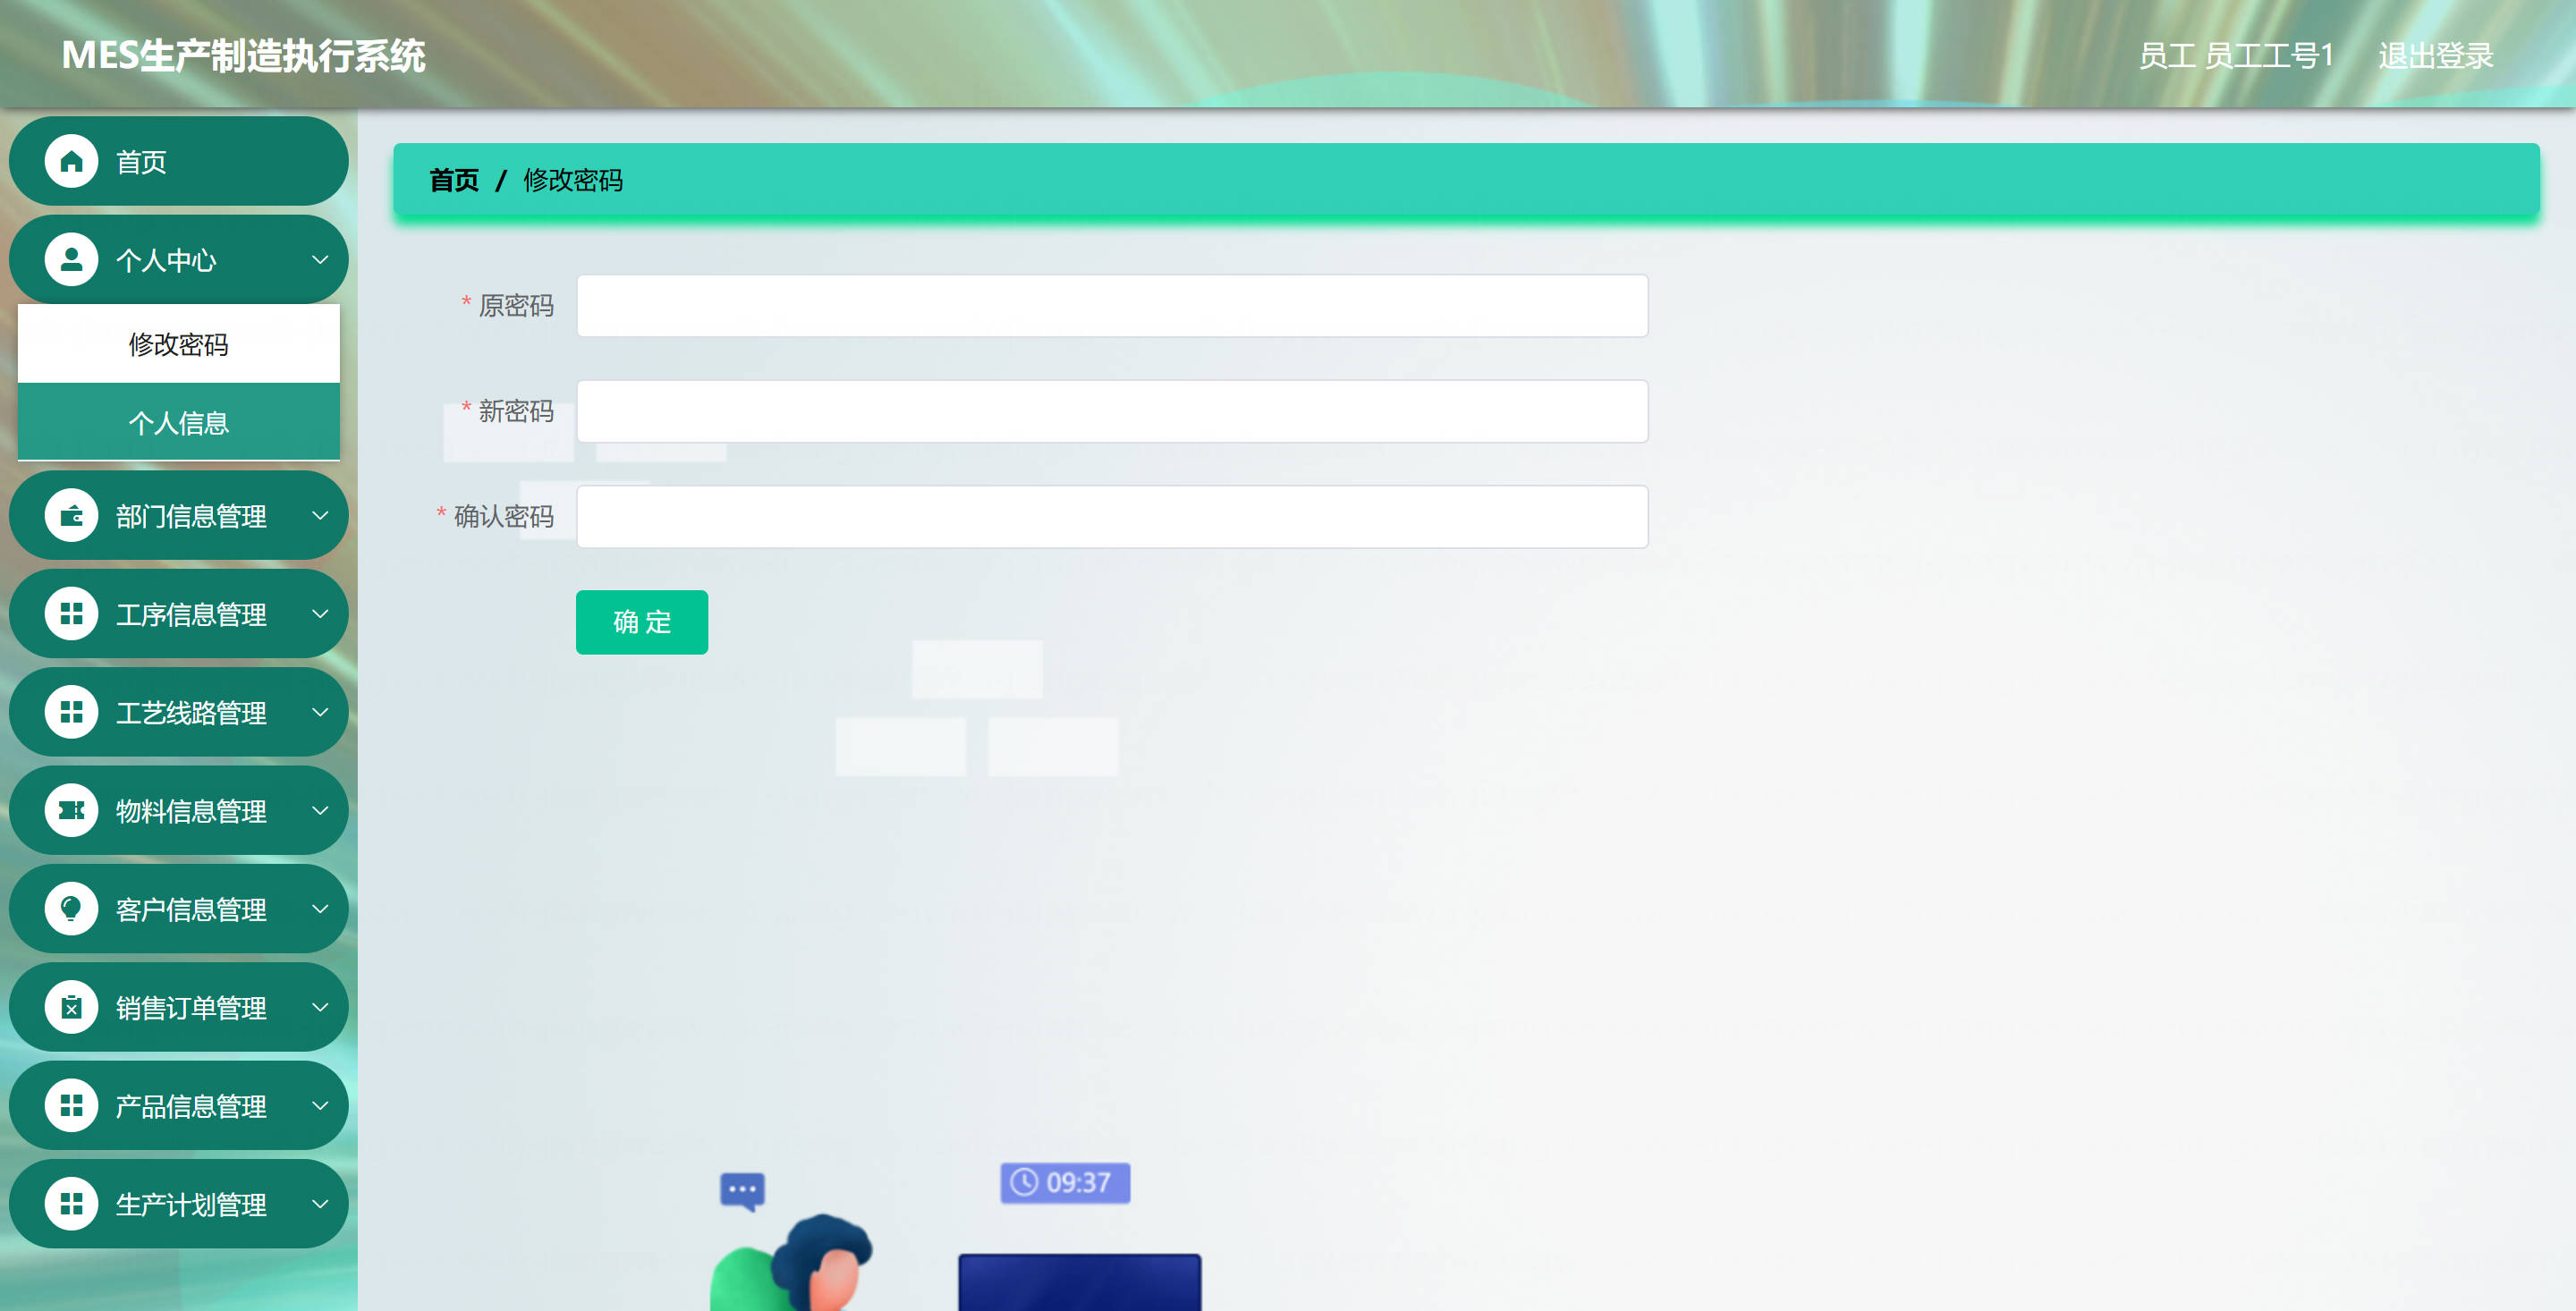 MES生产制造执行系统
员工 员工工号1 退出登录
首页
个人中心
修改密码
个人信息
部门信息管理
工序信息管理
工艺线路管理
物料信息管理
客户信息管理
销售订单管理
产品信息管理
生产计划管理
首页 / 修改密码
* 原密码
* 新密码
* 确认密码
确 定
09:37